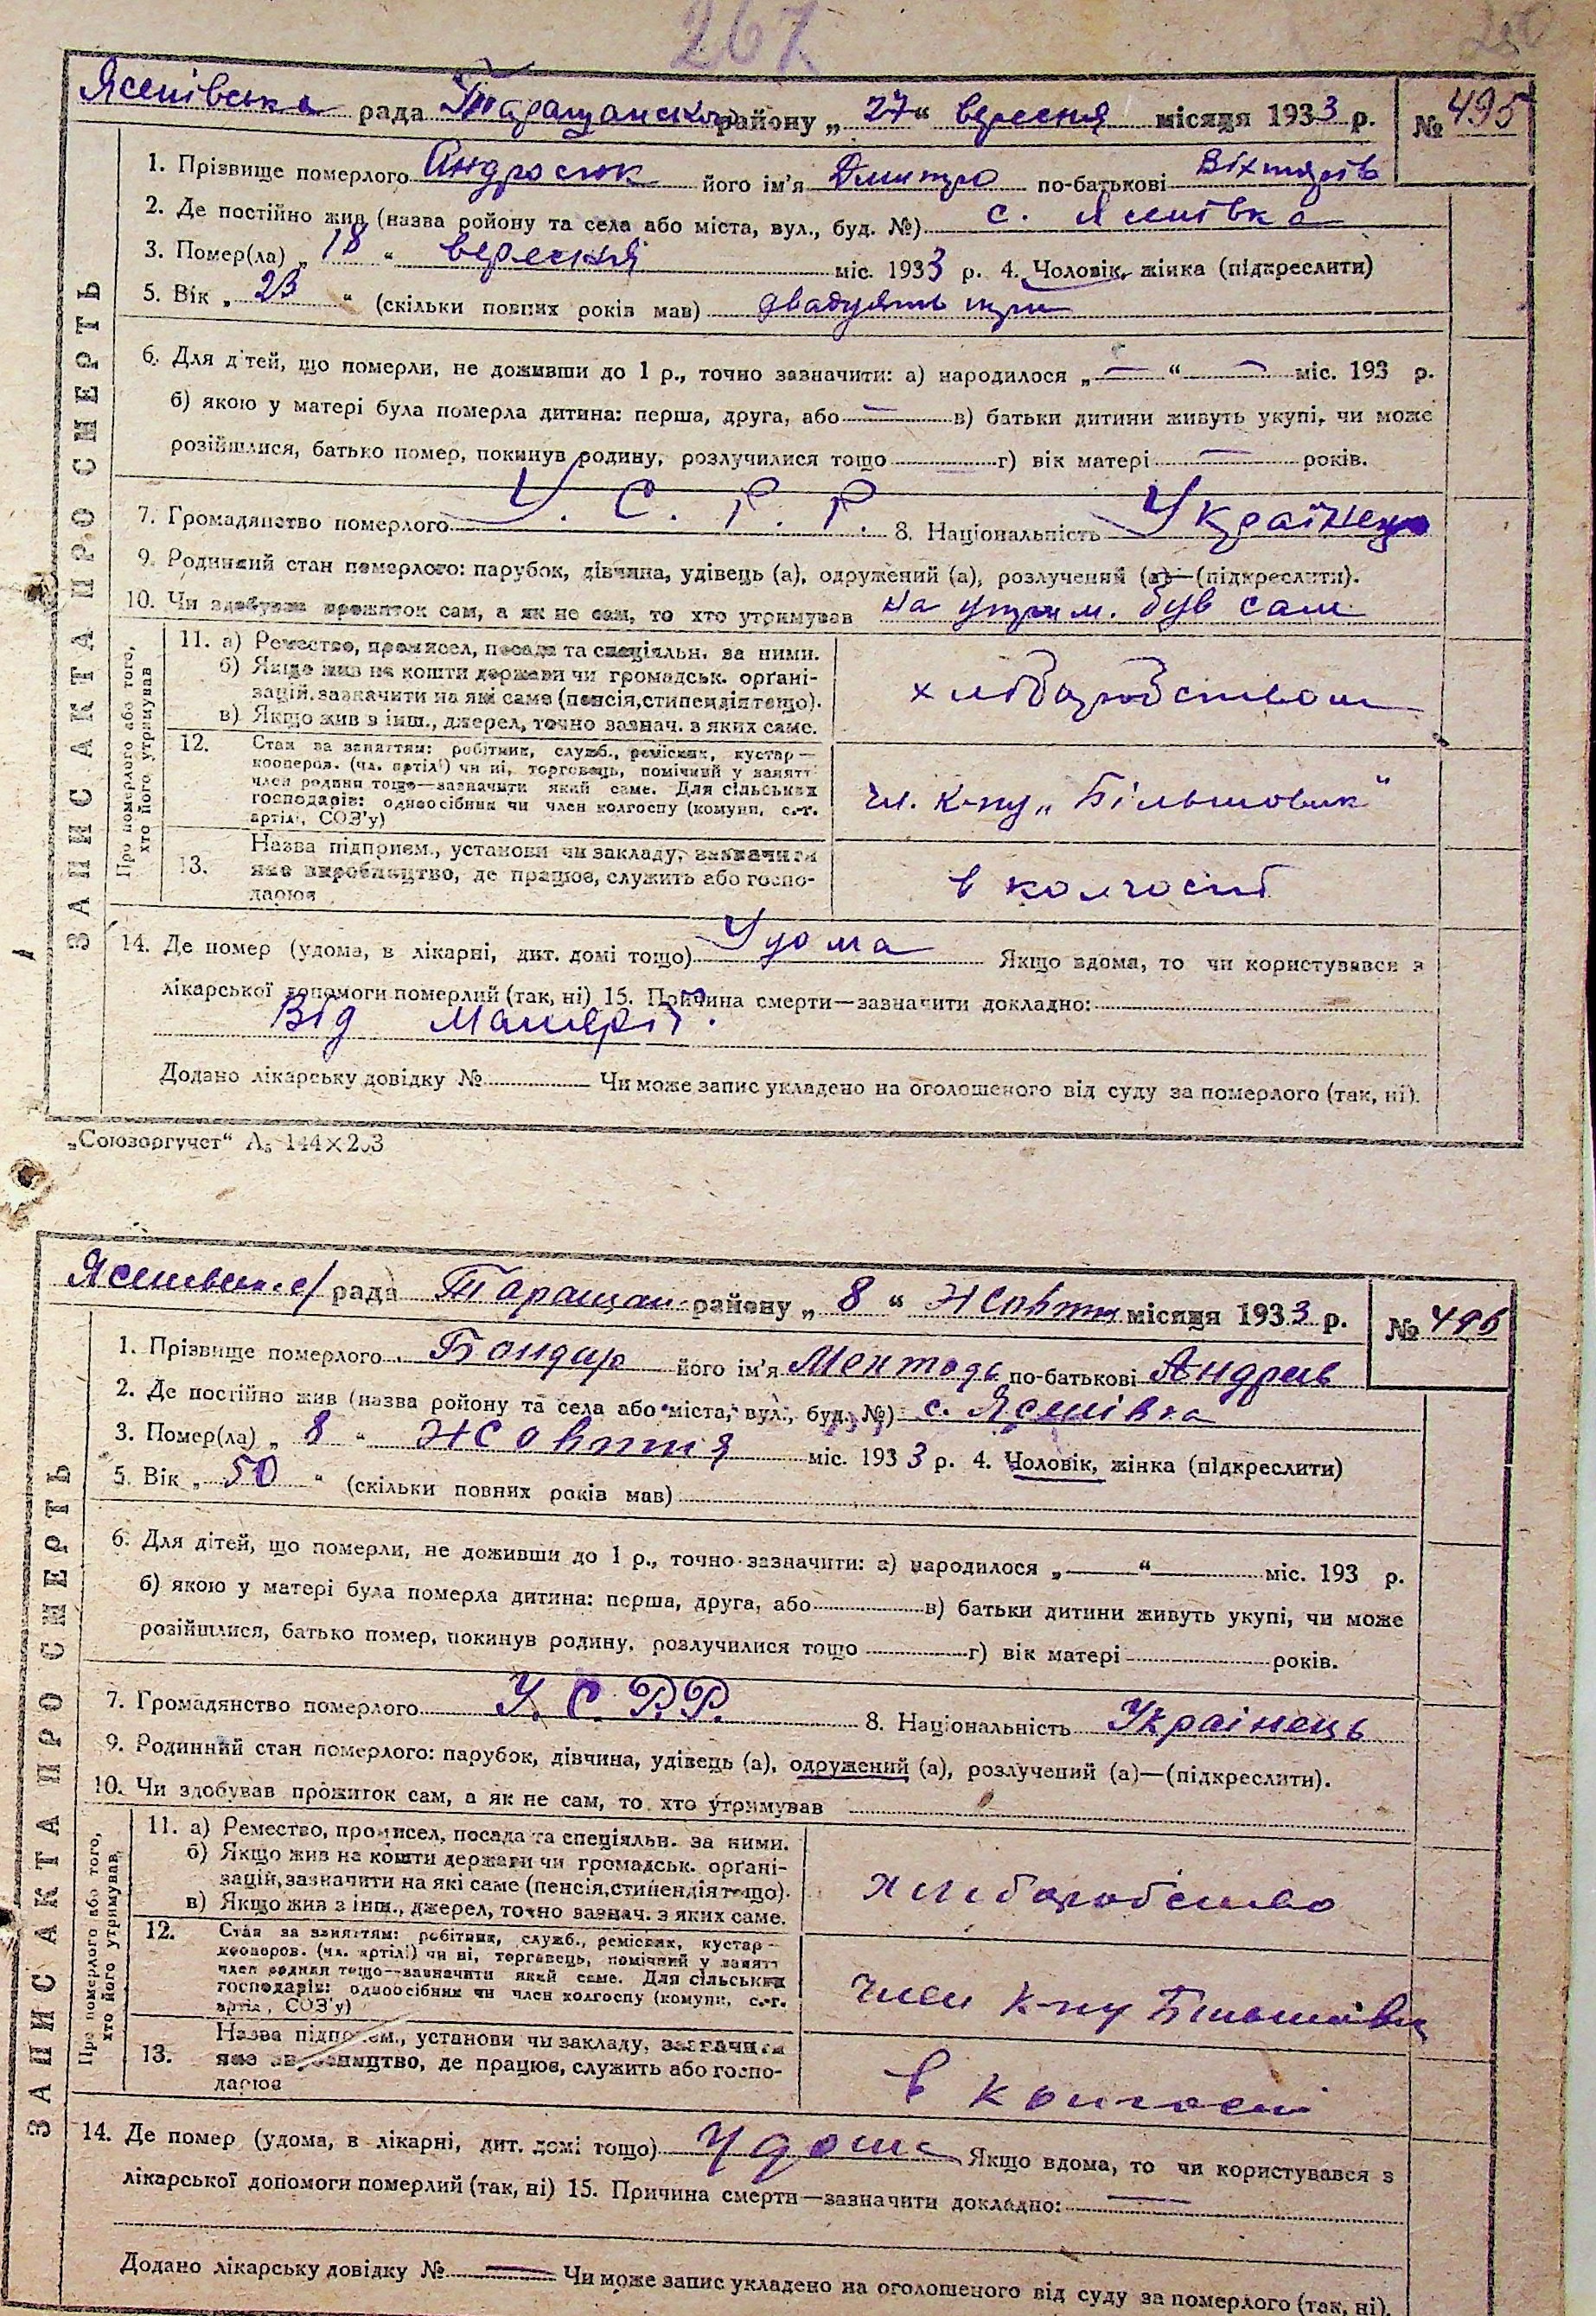 267
Ясенівська рада Таращанського району „ 27 “ вересня місяця 1933 р. № 495
ЗАПИС АКТА ПРО СМЕРТЬ
1. Прізвище померлого Андросюк його ім'я Дмитро по-батькові
2. Де постійно жив (назва ройону та села або міста, вул., буд. №) с. Ясенівка
3. Помер(ла) „ 18 “ вересня міс. 1933 р. 4. Чоловік, жінка (підкреслити)
5. Вік „ 23 “ (скільки повних років мав) двадцять три
6. Для дітей, що померли, не доживши до 1 р., точно зазначити: а) народилося „ — “ — міс. 193 р.
б) якою у матері була померла дитина: перша, друга, або — в) батьки дитини живуть укупі, чи може
розійшлися, батько помер, покинув родину, розлучилися тощо г) вік матері — років.
7. Громадянство померлого У. С. Р. Р. 8. Національність Українець
9. Родинний стан померлого: парубок, дівчина, удівець (а), одружений (а), розлучений (а)—(підкреслити).
10. Чи здобував прожиток сам, а як не сам, то хто утримував на утрим. був сам
Про померлого або того, хто його утримував
11. а) Ремество, промисел, посада та спеціяльн. за ними.
б) Якщо жив на кошти держави чи громадськ. орґані-
зацій, зазначити на які саме (пенсія, стипендія тощо).
в) Якщо жив з інш., джерел, точно зазнач. з яких саме.
хліборобством
12. Стан за заняттям: робітник, служб., ремісник, кустар—
коопеpов. (чл. артілі) чи ні, торговець, помічний у занятт
член родини тощо—зазначити який саме. Для сільських
господарів: одноосібник чи член колгоспу (комуни, с.-г.
артілі, СОЗ'у)
чл. к-пу „Більшовик“
13. Назва підприєм., установи чи закладу, зазначити
яке виробництво, де працює, служить або госпо-
дарює
в колгоспі
14. Де помер (удома, в лікарні, дит. домі тощо) Удома Якщо вдома, то чи користувався з
лікарської допомоги померлий (так, ні) 15. Причина смерти—зазначити докладно:
Від Малярії.
Додано лікарську довідку № Чи може запис укладено на оголошеного від суду за померлого (так, ні).
„Союзоргучет“ А₅ 144×203
рада Таращан. району „ 8 “ Жовтня місяця 1933 р. № 496
ЗАПИС АКТА ПРО СМЕРТЬ
1. Прізвище померлого Бондар його ім'я по-батькові Андрів
2. Де постійно жив (назва ройону та села або міста, вул., буд. №) с. Ясенівка
3. Помер(ла) „ 8 “ Жовтня міс. 1933 р. 4. Чоловік, жінка (підкреслити)
5. Вік „ 50 “ (скільки повних років мав)
6. Для дітей, що померли, не доживши до 1 р., точно зазначити: а) народилося „ — “ міс. 193 р.
б) якою у матері була померла дитина: перша, друга, або в) батьки дитини живуть укупі, чи може
розійшлися, батько помер, покинув родину, розлучилися тощо г) вік матері років.
7. Громадянство померлого У. С. Р. Р. 8. Національність Украінець
9. Родинний стан померлого: парубок, дівчина, удівець (а), одружений (а), розлучений (а)—(підкреслити).
10. Чи здобував прожиток сам, а як не сам, то хто утримував
Про померлого або того, хто його утримував
11. а) Ремество, промисел, посада та спеціяльн. за ними.
б) Якщо жив на кошти держави чи громадськ. орґані-
зацій, зазначити на які саме (пенсія, стипендія тощо).
в) Якщо жив з інш., джерел, точно зазнач. з яких саме.
12. Стан за заняттям: робітник, служб., ремісник, кустар—
кооперов. (чл. артілі) чи ні, торговець, помічний у занятт
член родини тощо—зазначити який саме. Для сільських
господарів: одноосібник чи член колгоспу (комуни, с.-г.
артіл, СОЗ'у)
член к-пу
13. Назва підприєм., установи чи закладу, зазначити
яке виробництво, де працює, служить або госпо-
дарює
в колгоспі
14. Де помер (удома, в лікарні, дит. домі тощо) Удома Якщо вдома, то чи користувався з
лікарської допомоги померлий (так, ні) 15. Причина смерти—зазначити докладно: —
Додано лікарську довідку № — Чи може запис укладено на оголошеного від суду за померлого (так, ні).